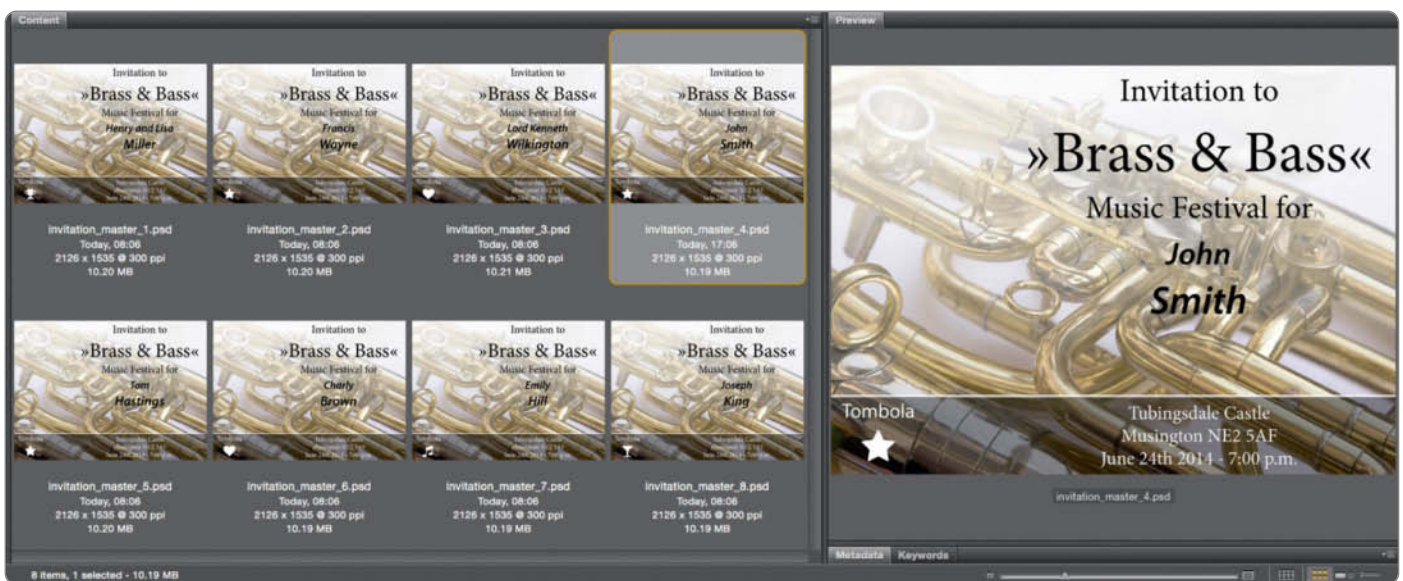 Content
Preview
Invitation to
»Brass & Bass«
Music Festival for
Henry and Lisa
Miller
Tombola
invitation_master_1.psd
Today, 08:06
2126 x 1535 @ 300 ppi
10.20 MB
Invitation to
»Brass & Bass«
Music Festival for
Francis
Wayne
Tombola
invitation_master_2.psd
Today, 08:06
2126 x 1535 @ 300 ppi
10.20 MB
Invitation to
»Brass & Bass«
Music Festival for
Lord Kenneth
Wilkington
Tombola
invitation_master_3.psd
Today, 08:06
2126 x 1535 @ 300 ppi
10.21 MB
Invitation to
»Brass & Bass«
Music Festival for
John
Smith
Tombola
invitation_master_4.psd
Today, 17:06
2126 x 1535 @ 300 ppi
10.19 MB
Invitation to
»Brass & Bass«
Music Festival for
Tom
Hastings
Tombola
invitation_master_5.psd
Today, 08:06
2126 x 1535 @ 300 ppi
10.20 MB
Invitation to
»Brass & Bass«
Music Festival for
Charly
Brown
Tombola
invitation_master_6.psd
Today, 08:06
2126 x 1535 @ 300 ppi
10.19 MB
Invitation to
»Brass & Bass«
Music Festival for
Emily
Hill
Tombola
invitation_master_7.psd
Today, 08:06
2126 x 1535 @ 300 ppi
10.19 MB
Invitation to
»Brass & Bass«
Music Festival for
Joseph
King
Tombola
invitation_master_8.psd
Today, 08:06
2126 x 1535 @ 300 ppi
10.19 MB
Invitation to
»Brass & Bass«
Music Festival for
John
Smith
Tombola
Tubingsdale Castle
Musington NE2 5AF
June 24th 2014 - 7:00 p.m.
invitation_master_4.psd
Metadata
Keywords
8 items, 1 selected - 10.19 MB